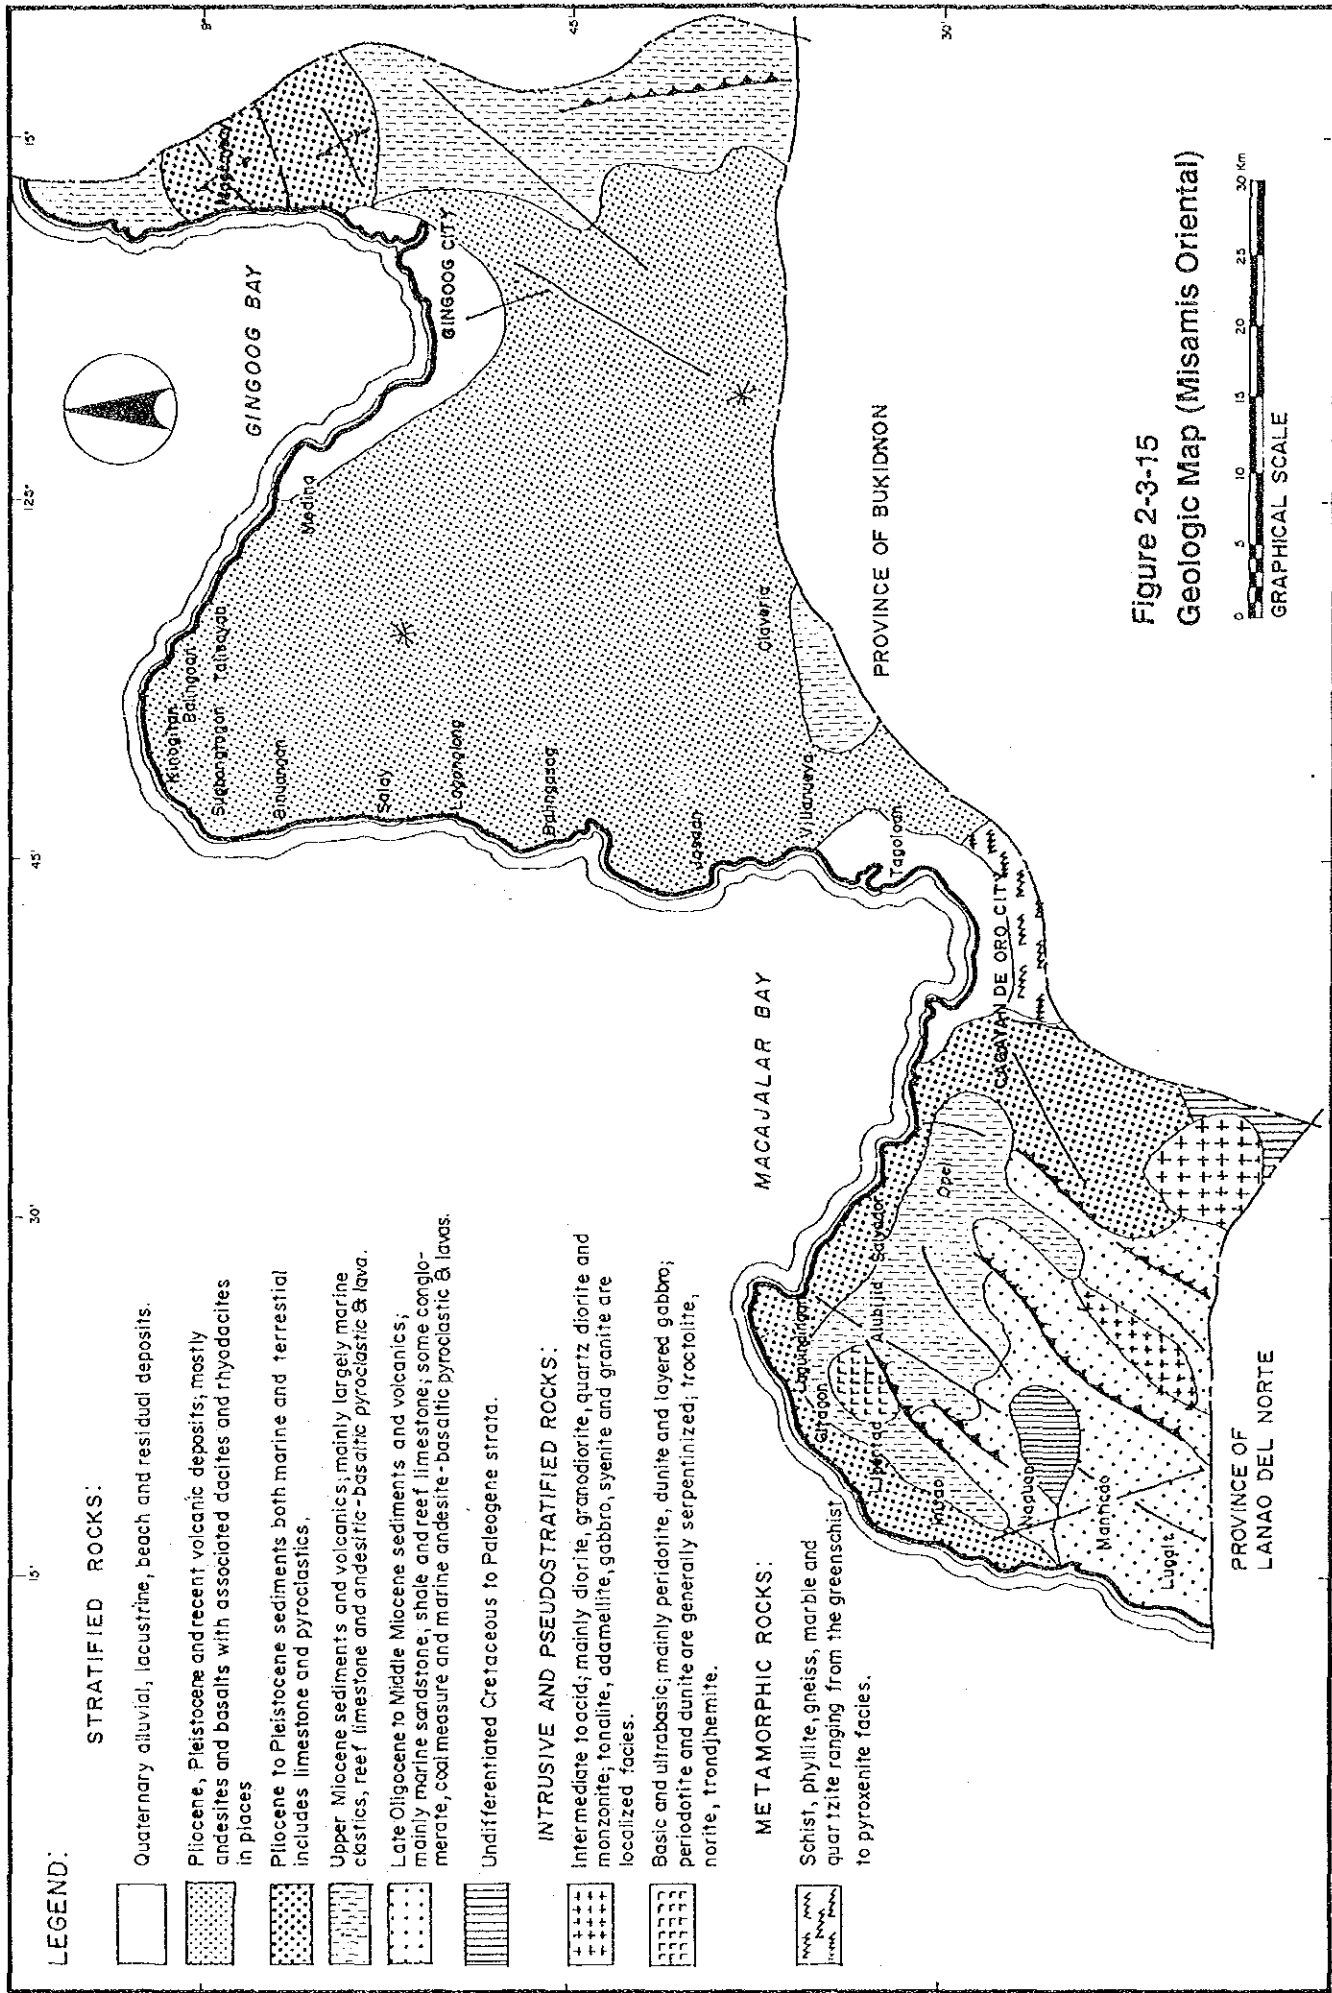 LEGEND:
STRATIFIED ROCKS:
Quaternary alluvial, lacustrine, beach and residual deposits.
Pliocene, Pleistocene and recent volcanic deposits; mostly
andesites and basalts with associated dacites and rhyodacites
in places
Pliocene to Pleistocene sediments both marine and terrestial
includes limestone and pyroclastics.
Upper Miocene sediments and volcanics; mainly largely marine
clastics, reef limestone and andesitic-basaltic pyroclastic & lava.
Late Oligocene to Middle Miocene sediments and volcanics;
mainly marine sandstone; shale and reef limestone; some conglo-
merate, coal measure and marine andesite-basaltic pyroclastic & lavas.
Undifferentiated Cretaceous to Paleogene strata.
INTRUSIVE AND PSEUDOSTRATIFIED ROCKS:
Intermediate to acid; mainly diorite, granodiorite, quartz diorite and
monzonite; tonalite, adamellite, gabbro, syenite and granite are
localized facies.
Basic and ultrabasic; mainly peridotite, dunite and layered gabbro;
periodotite and dunite are generally serpentinized; troctolite,
norite, trondjhemite.
METAMORPHIC ROCKS:
Schist, phyllite, gneiss, marble and
quartzite ranging from the greenschist
to pyroxenite facies.
15'
30'
45'
125°
15°
9°
45'
30'
GINGOOG BAY
GINGOOG CITY
Magsaysay
Medina
Talisayan
Balingoan
Kinogitan
Sugbongcogon
Binuangan
Salay
Lagonglong
Balingasag
Jasaan
Villanueva
Claveria
Tagoloan
CAGAYAN DE ORO CITY
MACAJALAR BAY
Opel
Salvador
Alubijid
Laguindingan
Gitagon
Libertad
Initao
Naguan
Manticao
Lugait
PROVINCE OF BUKIDNON
PROVINCE OF
LANAO DEL NORTE
Figure 2-3-15
Geologic Map (Misamis Oriental)
0 5 10 15 20 25 30 Km
GRAPHICAL SCALE